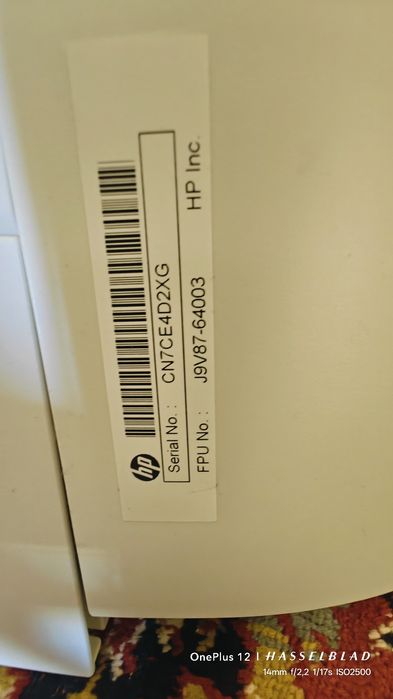 hp
Serial No. : CN7CE4D2XG
FPU No. : J9V87-64003 HP Inc.
OnePlus 12 | HASSELBLAD
14mm f/2.2 1/17s ISO2500